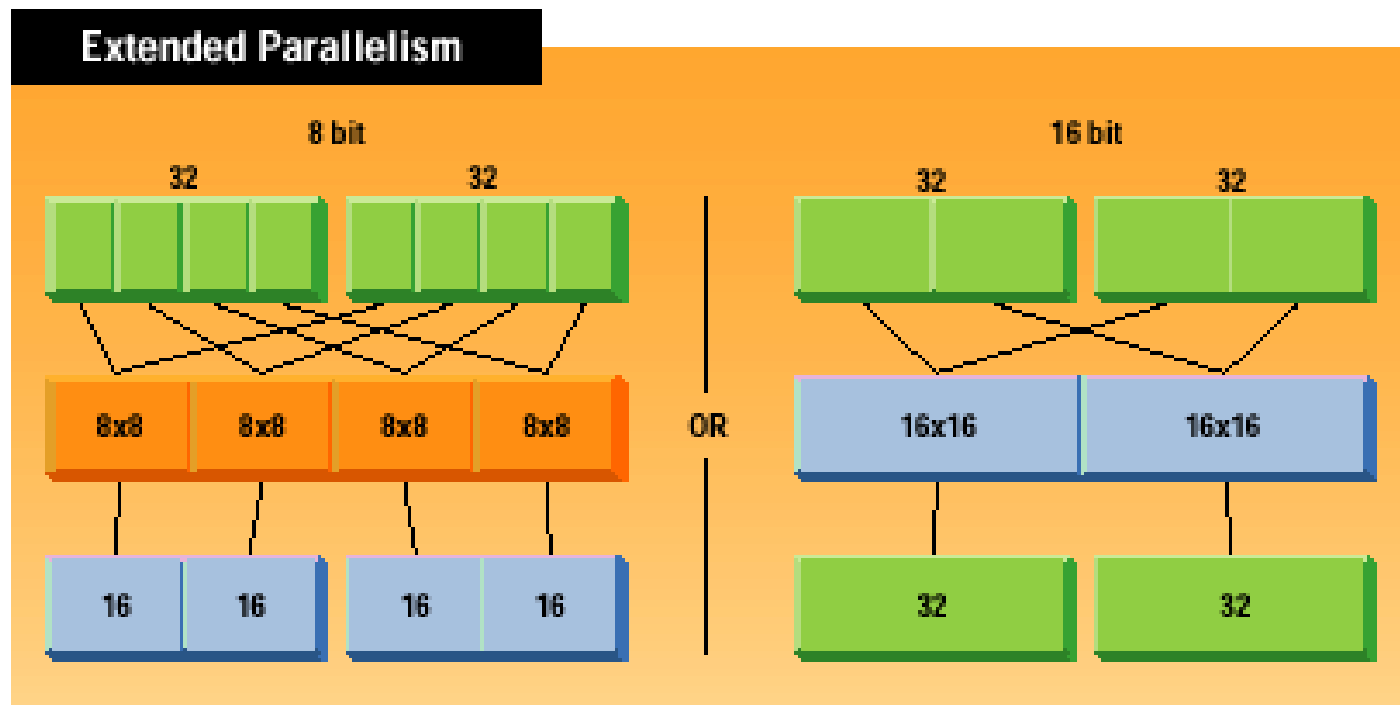 Extended Parallelism
8 bit
32 32
8x8 8x8 8x8 8x8
16 16 16 16
OR
16 bit
32 32
16x16 16x16
32 32